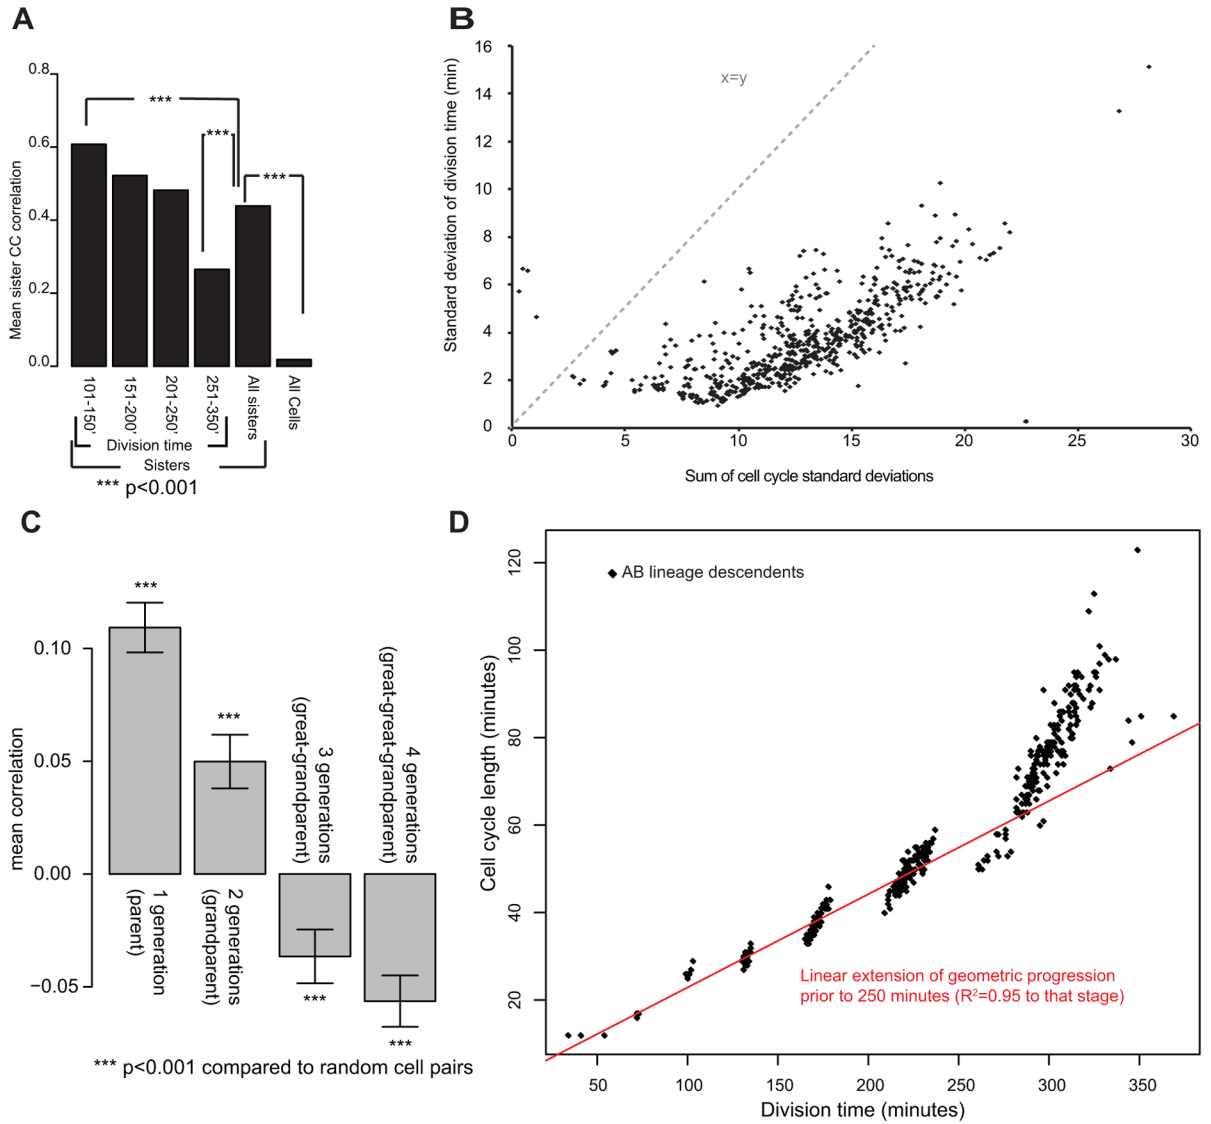 A
0.8
0.6
0.4
0.2
0.0
Mean sister CC correlation
***
***
***
101-150’
151-200’
201-250’
251-350’
All sisters
All Cells
Division time
Sisters
*** p<0.001
B
16
14
12
10
8
6
4
2
0
Standard deviation of division time (min)
x=y
0
5
10
15
20
25
30
Sum of cell cycle standard deviations
C
0.10
0.05
0.00
−0.05
mean correlation
***
***
***
***
1 generation
(parent)
2 generations
(grandparent)
3 generations
(great-grandparent)
4 generations
(great-great-grandparent)
*** p<0.001 compared to random cell pairs
D
120
100
80
60
40
20
Cell cycle length (minutes)
AB lineage descendents
Linear extension of geometric progression
prior to 250 minutes (R²=0.95 to that stage)
50
100
150
200
250
300
350
Division time (minutes)